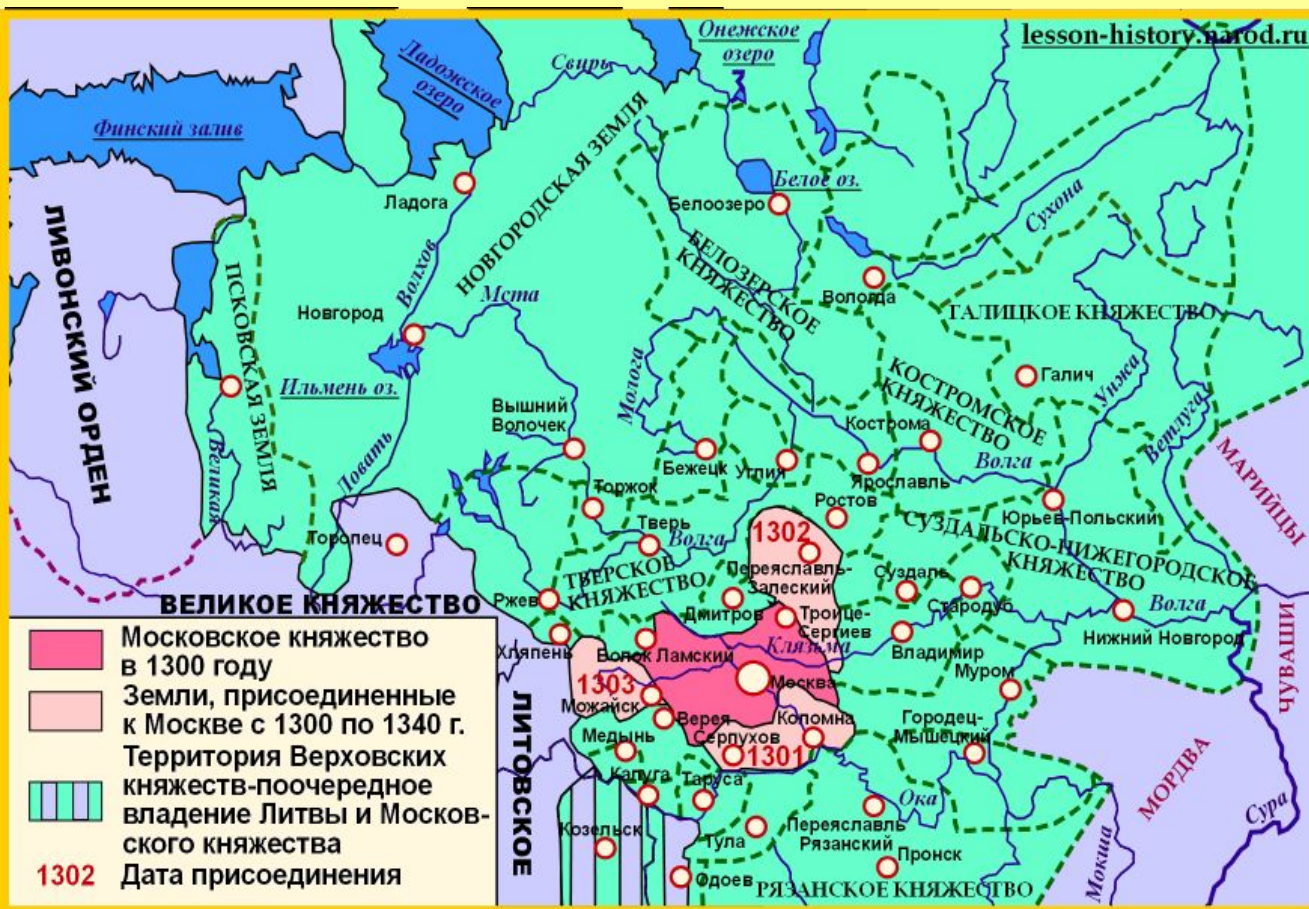 lesson-history.narod.ru
Онежское
озеро
Ладожское
озеро
Свирь
Финский залив
НОВГОРОДСКАЯ ЗЕМЛЯ
Ладога
Белое оз.
Белоозеро
Сухона
ЛИВОНСКИЙ ОРДЕН
ПСКОВСКАЯ ЗЕМЛЯ
Волхов
БЕЛОЗЕРСКОЕ
КНЯЖЕСТВО
Вологда
Мста
Новгород
ГАЛИЦКОЕ КНЯЖЕСТВО
Ильмень оз.
Молога
Галич
Унжа
КОСТРОМСКОЕ
КНЯЖЕСТВО
Вышний
Волочек
Кострома
Ветлуга
Великая
Ловать
Бежецк
Углия
Ярославль
Волга
МАРИЙЦЫ
Торжок
Ростов
Юрьев-Польский
СУЗДАЛЬСКО-НИЖЕГОРОДСКОЕ
КНЯЖЕСТВО
Торопец
Тверь
Волга
1302
Переяславль-
Залеский
Суздаль
Стародуб
Волга
ТВЕРСКОЕ
КНЯЖЕСТВО
Ржев
Дмитров
Троице-
Сергиев
Нижний Новгород
ЧУВАШИ
ВЕЛИКОЕ КНЯЖЕСТВО
ЛИТОВСКОЕ
Хляпень
Волок Ламский
Клязьма
Владимир
Муром
1303
Можайск
Москва
Верея
Коломна
Городец-
Мышецкий
Медынь
Серпухов
1301
МОРДВА
Калуга
Таруса
Ока
Сура
Козельск
Тула
Переяславль
Рязанский
Пронск
Мокша
Одоев
РЯЗАНСКОЕ КНЯЖЕСТВО
Московское княжество
в 1300 году
Земли, присоединенные
к Москве с 1300 по 1340 г.
Территория Верховских
княжеств-поочередное
владение Литвы и Москов-
ского княжества
1302 Дата присоединения